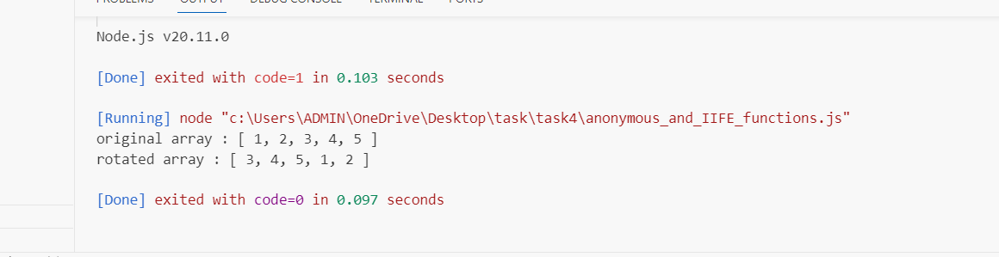 PROBLEMS OUTPUT DEBUG CONSOLE TERMINAL PORTS
Node.js v20.11.0
[Done] exited with code=1 in 0.103 seconds
[Running] node "c:\Users\ADMIN\OneDrive\Desktop\task\task4\anonymous_and_IIFE_functions.js"
original array : [ 1, 2, 3, 4, 5 ]
rotated array : [ 3, 4, 5, 1, 2 ]
[Done] exited with code=0 in 0.097 seconds